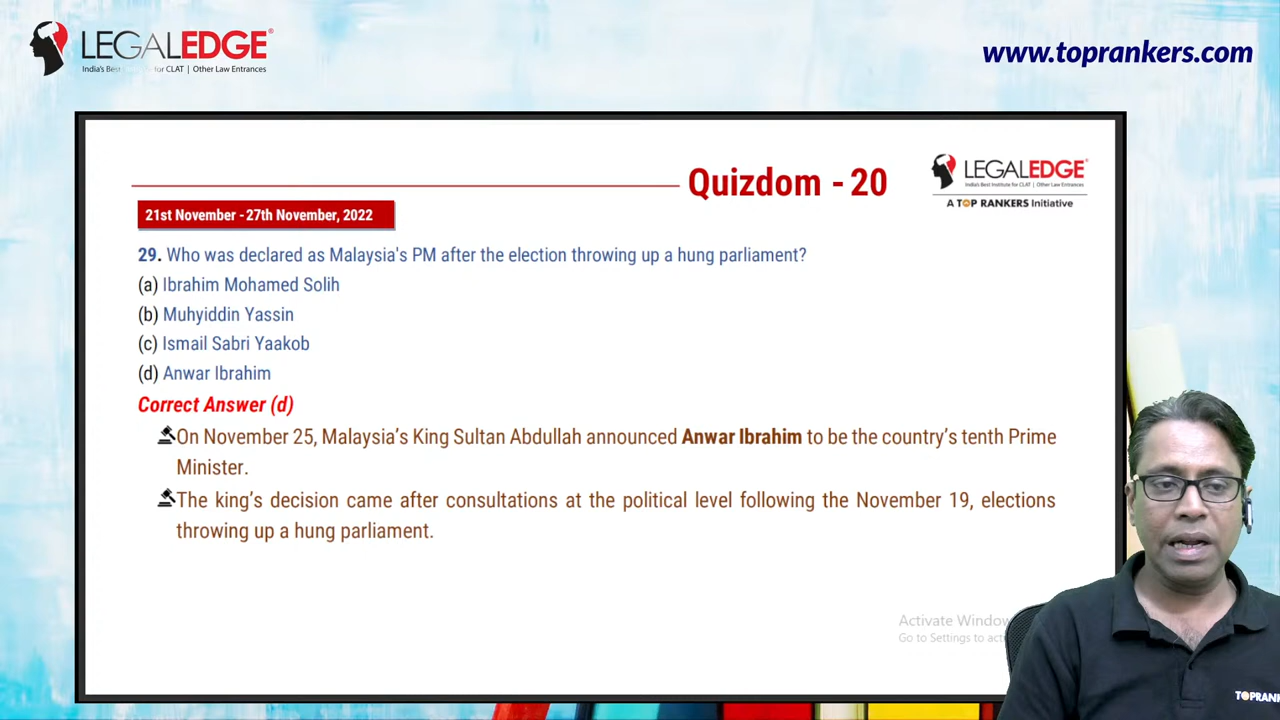 LEGALEDGE
India's Best for CLAT | Other Law Entrances
www.toprankers.com
Quizdom - 20
LEGALEDGE
India's Best Institute for CLAT | Other Law Entrances
A TOP RANKERS Initiative
21st November - 27th November, 2022
29. Who was declared as Malaysia's PM after the election throwing up a hung parliament?
(a) Ibrahim Mohamed Solih
(b) Muhyiddin Yassin
(c) Ismail Sabri Yaakob
(d) Anwar Ibrahim
Correct Answer (d)
On November 25, Malaysia's King Sultan Abdullah announced Anwar Ibrahim to be the country's tenth Prime
Minister.
The king's decision came after consultations at the political level following the November 19, elections
throwing up a hung parliament.
Activate Window
Go to Settings to act
TOPRANK